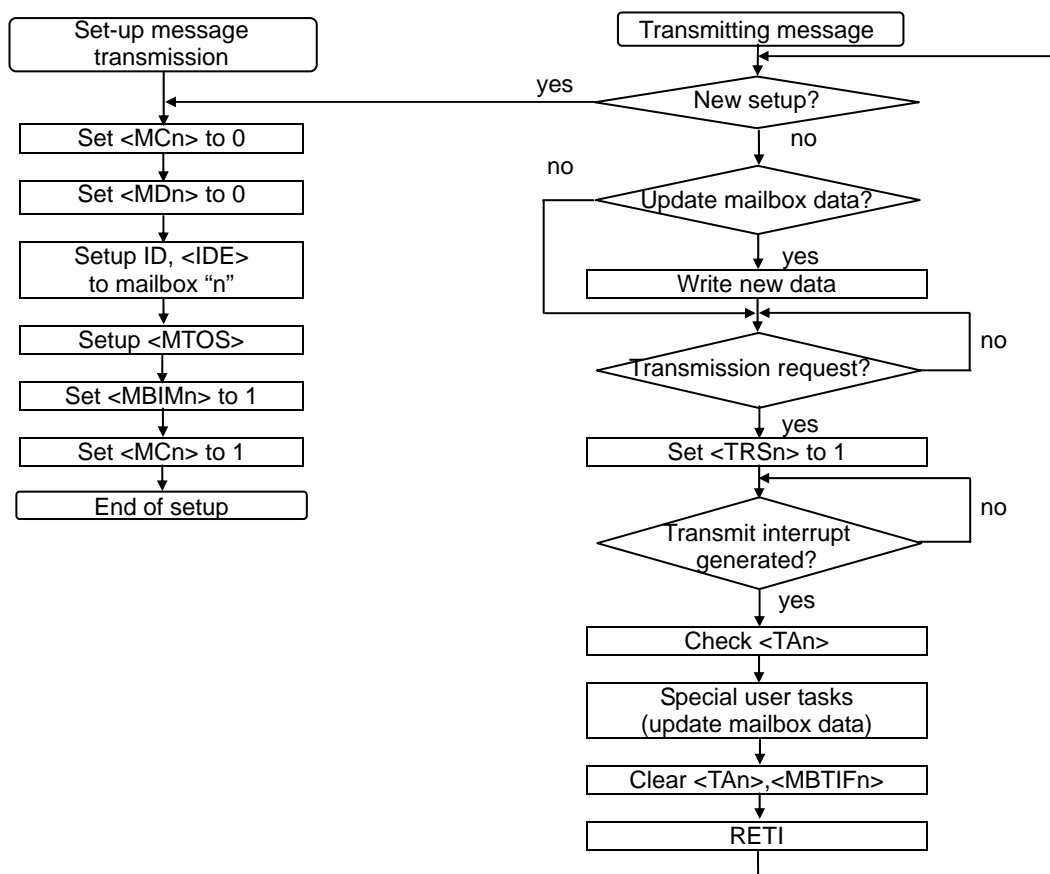 Set-up message
transmission
Set <MCn> to 0
Set <MDn> to 0
Setup ID, <IDE>
to mailbox “n”
Setup <MTOS>
Set <MBIMn> to 1
Set <MCn> to 1
End of setup
Transmitting message
yes
New setup?
no
no
Update mailbox data?
yes
Write new data
no
Transmission request?
yes
Set <TRSn> to 1
no
Transmit interrupt
generated?
yes
Check <TAn>
Special user tasks
(update mailbox data)
Clear <TAn>,<MBTIFn>
RETI